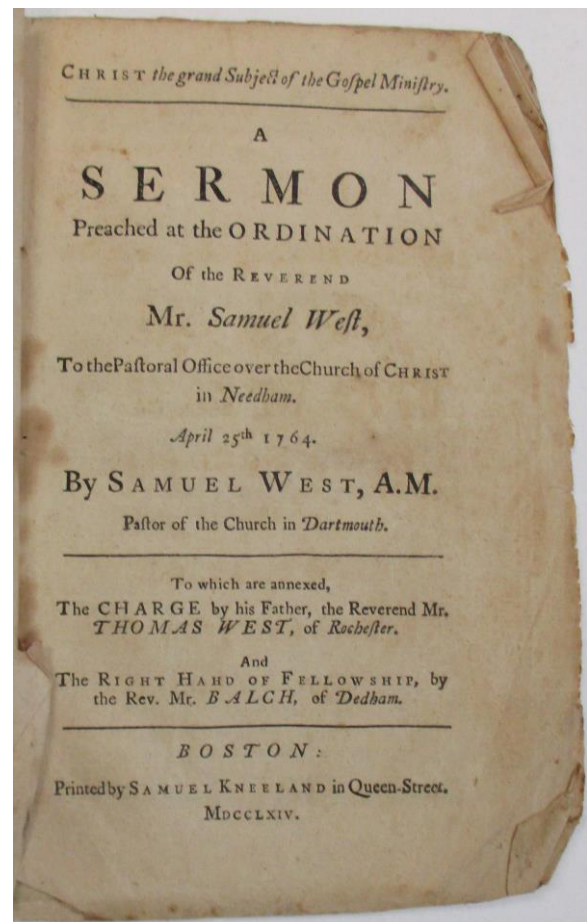 CHRIST the grand Subject of the Goſpel Miniſtry.
A
SERMON
Preached at the ORDINATION
Of the REVEREND
Mr. Samuel Weſt,
To the Paſtoral Office over the Church of CHRIST
in Needham.
April 25th 1764.
By SAMUEL WEST, A.M.
Paſtor of the Church in Dartmouth.
To which are annexed,
The CHARGE by his Father, the Reverend Mr.
THOMAS WEST, of Rocheſter.
And
The RIGHT HAHD OF FELLOWSHIP, by
the Rev. Mr. BALCH, of Dedham.
BOSTON:
Printed by SAMUEL KNEELAND in Queen-Street.
MDCCLXIV.